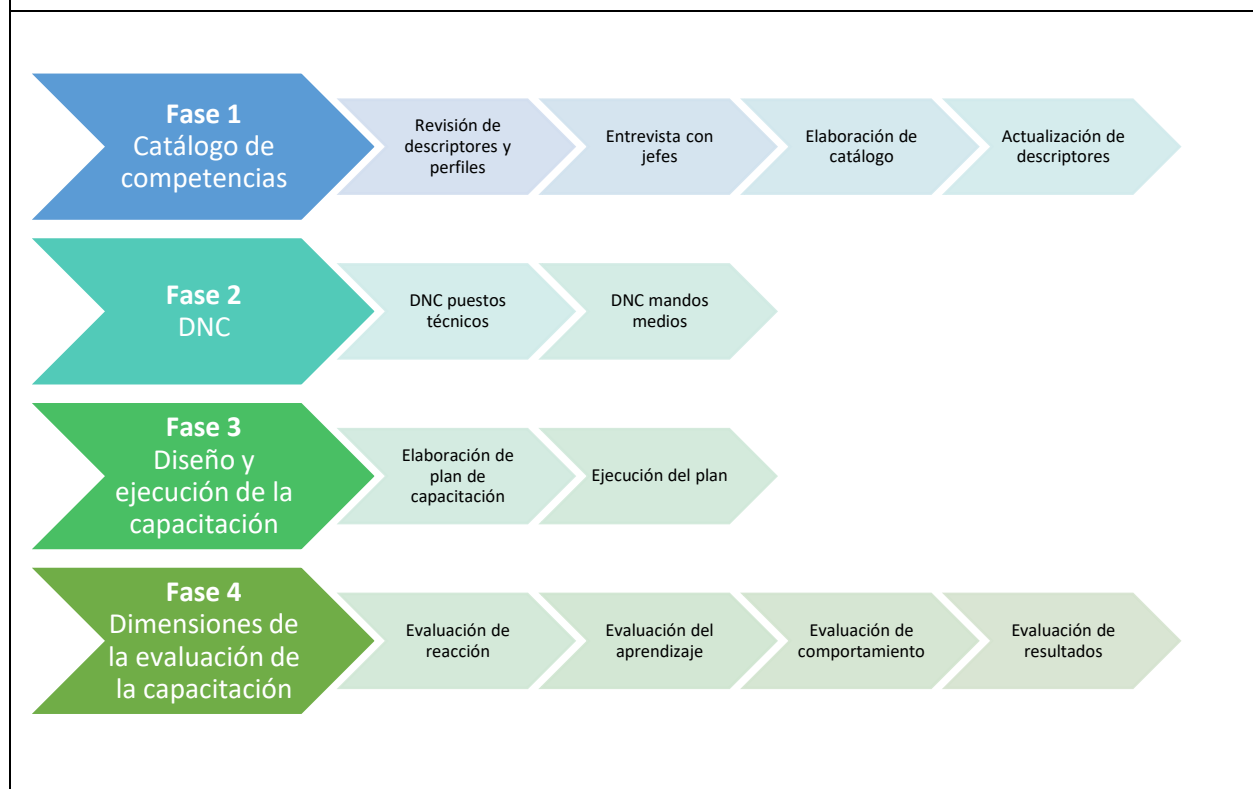 Fase 1
Catálogo de
competencias
Revisión de
descriptores y
perfiles
Entrevista con
jefes
Elaboración de
catálogo
Actualización de
descriptores
Fase 2
DNC
DNC puestos
técnicos
DNC mandos
medios
Fase 3
Diseño y
ejecución de la
capacitación
Elaboración de
plan de
capacitación
Ejecución del plan
Fase 4
Dimensiones de
la evaluación de
la capacitación
Evaluación de
reacción
Evaluación del
aprendizaje
Evaluación de
comportamiento
Evaluación de
resultados